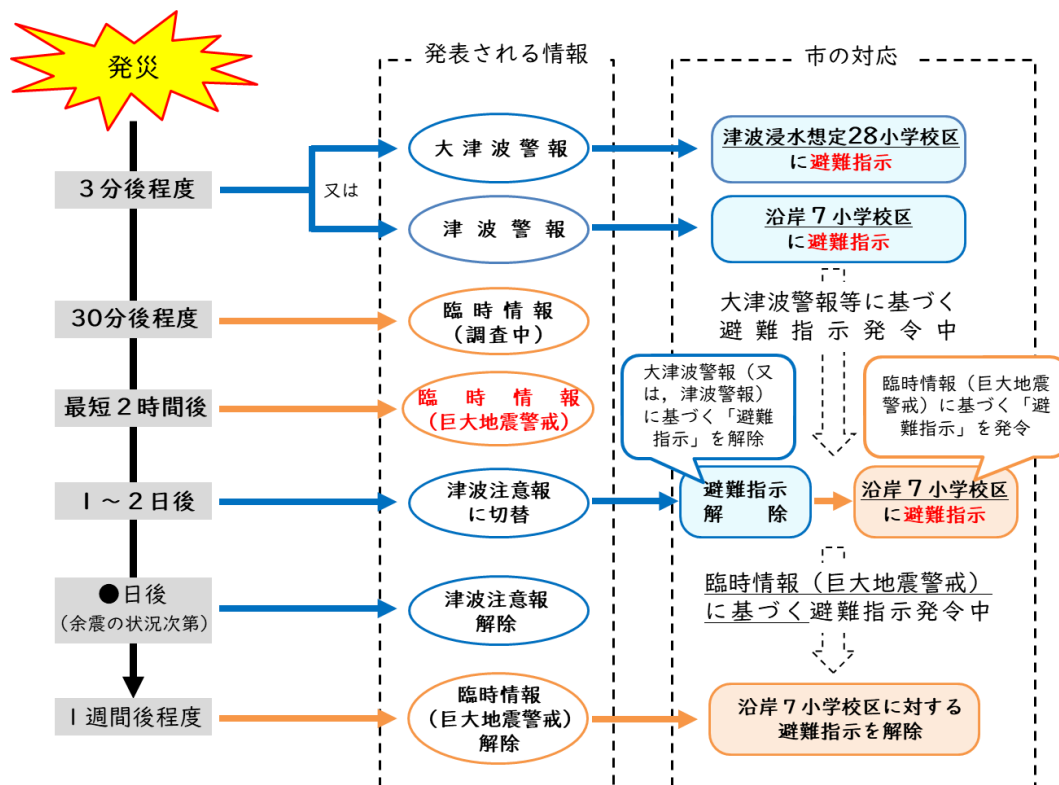 発災
発表される情報
市の対応
3分後程度
又は
大津波警報
津波浸水想定28小学校区
に避難指示
津波警報
沿岸7小学校区
に避難指示
大津波警報等に基づく
避難指示発令中
30分後程度
臨時情報
(調査中)
最短2時間後
臨時情報
(巨大地震警戒)
大津波警報(又
は,津波警報)
に基づく「避難
指示」を解除
臨時情報(巨大地震
警戒)に基づく「避
難指示」を発令
1~2日後
津波注意報
に切替
避難指示
解除
沿岸7小学校区
に避難指示
臨時情報(巨大地震警戒)
に基づく避難指示発令中
●日後
(余震の状況次第)
津波注意報
解除
1週間後程度
臨時情報
(巨大地震警戒)
解除
沿岸7小学校区に対する
避難指示を解除